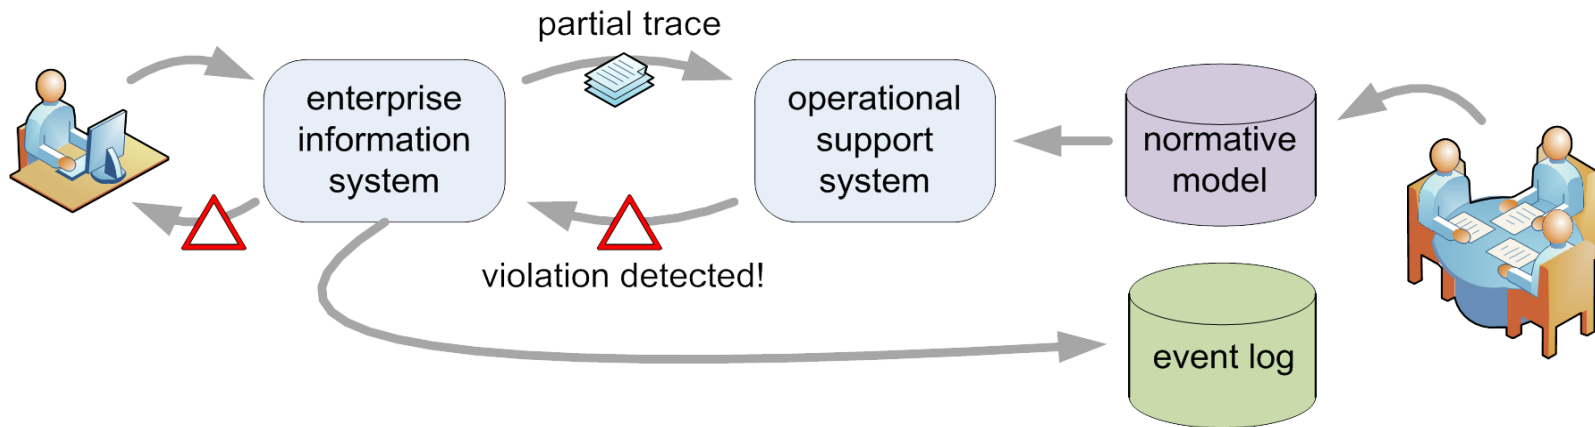 partial trace
enterprise
information
system
operational
support
system
normative
model
violation detected!
event log